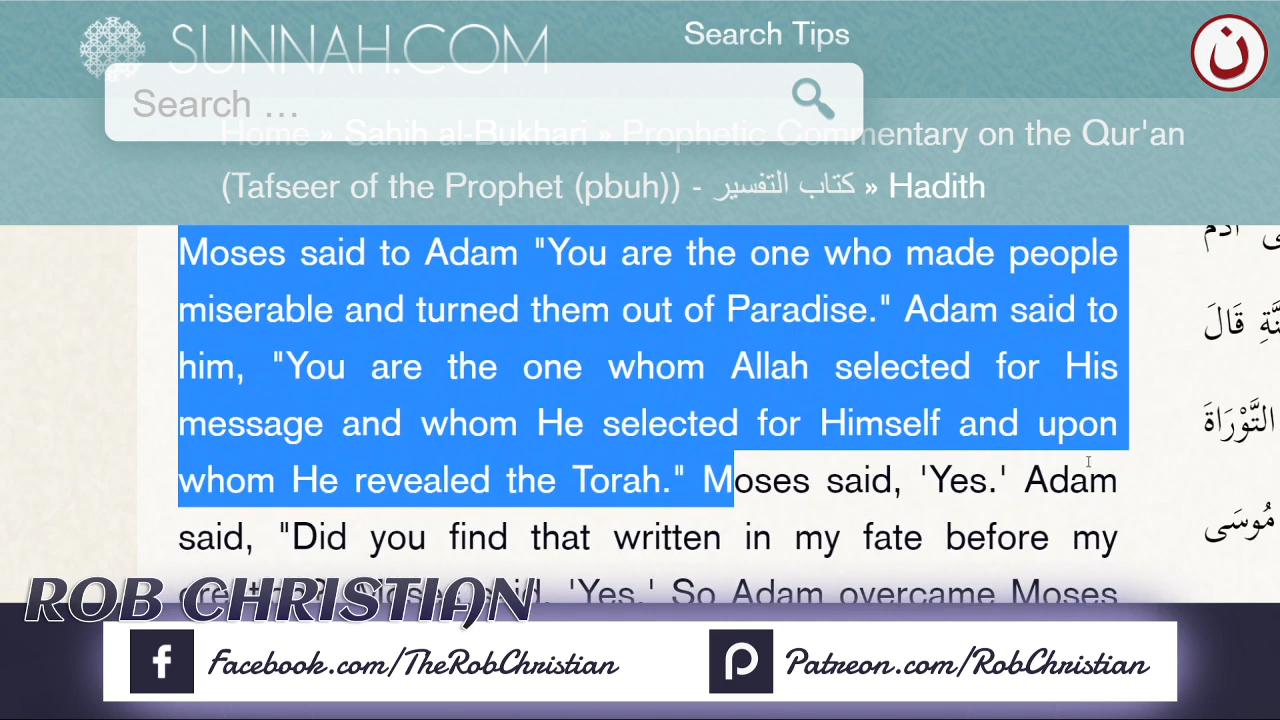 SUNNAH.COM
Search Tips
ن
Search ...
Home » Sahih al-Bukhari » Prophetic Commentary on the Qur'an
(Tafseer of the Prophet (pbuh)) - كتاب التفسير » Hadith
Moses said to Adam "You are the one who made people
miserable and turned them out of Paradise." Adam said to
him, "You are the one whom Allah selected for His
message and whom He selected for Himself and upon
whom He revealed the Torah." Moses said, 'Yes.' Adam
said, "Did you find that written in my fate before my
said, 'Yes.' So Adam overcame Moses
آدم
قَالَ
التَّوْرَاةَ
مُوسَى
ROB CHRISTIAN
Facebook.com/TheRobChristian
Patreon.com/RobChristian